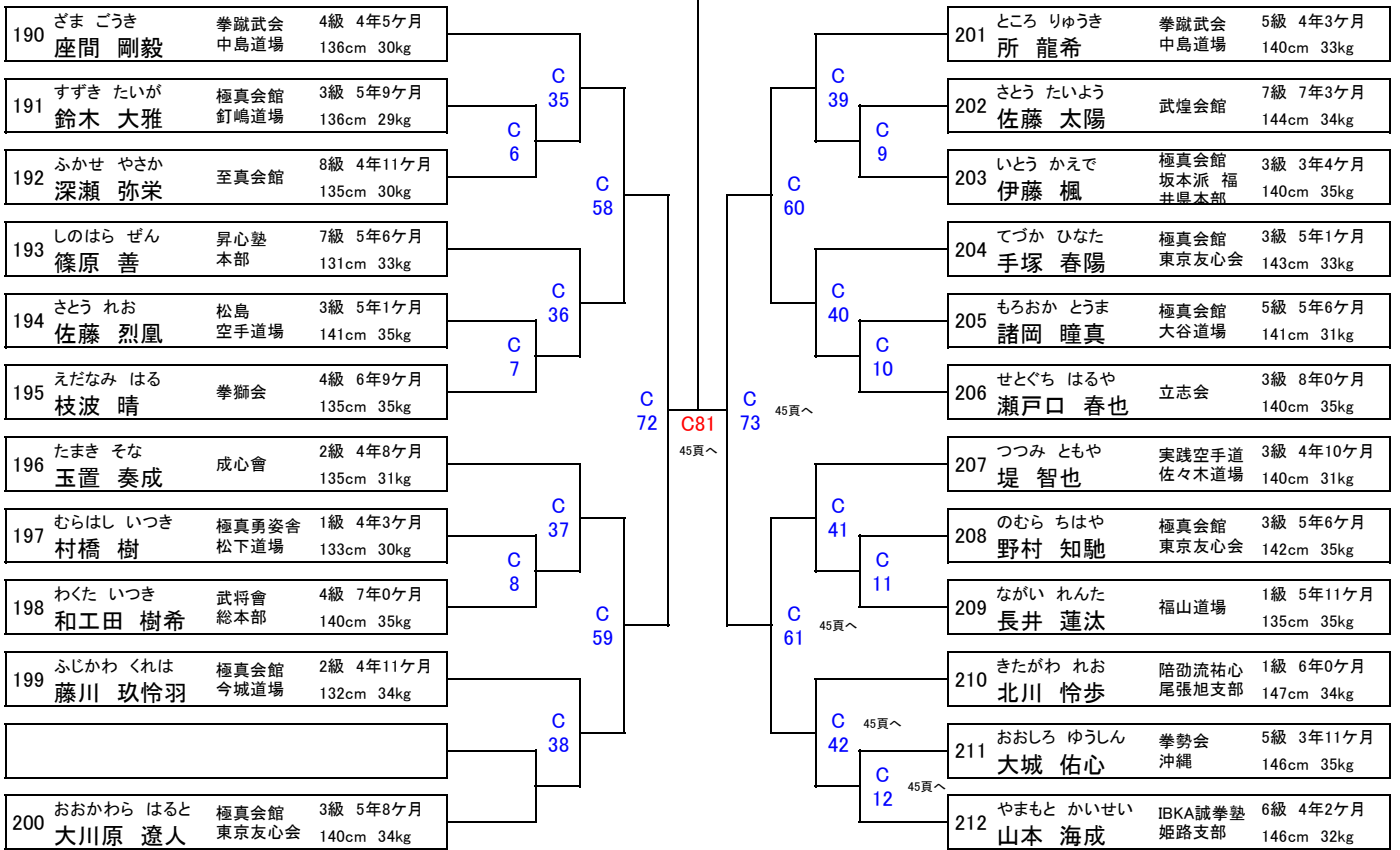 190
ざま ごうき
座間 剛毅
拳蹴武会
中島道場
4級 4年5ケ月
136cm 30kg
191
すずき たいが
鈴木 大雅
極真会館
釘嶋道場
3級 5年9ケ月
136cm 29kg
192
ふかせ やさか
深瀬 弥栄
至真会館
8級 4年11ケ月
135cm 30kg
193
しのはら ぜん
篠原 善
昇心塾
本部
7級 5年6ケ月
131cm 33kg
194
さとう れお
佐藤 烈凰
松島
空手道場
3級 5年1ケ月
141cm 35kg
195
えだなみ はる
枝波 晴
拳獅会
4級 6年9ケ月
135cm 35kg
196
たまき そな
玉置 奏成
成心會
2級 4年8ケ月
135cm 31kg
197
むらはし いつき
村橋 樹
極真勇姿舎
松下道場
1級 4年3ケ月
133cm 30kg
198
わくた いつき
和工田 樹希
武将會
総本部
4級 7年0ケ月
140cm 35kg
199
ふじかわ くれは
藤川 玖怜羽
極真会館
今城道場
2級 4年11ケ月
132cm 34kg
200
おおかわら はると
大川原 遼人
極真会館
東京友心会
3級 5年8ケ月
140cm 34kg
C
35
C
6
C
58
C
36
C
7
C
72
C
37
C
8
C
59
C
38
C81
45頁へ
C
39
C
9
C
60
C
40
C
10
C
73
45頁へ
C
41
C
11
C
61
45頁へ
C
42
45頁へ
C
12
45頁へ
201
ところ りゅうき
所 龍希
拳蹴武会
中島道場
5級 4年3ケ月
140cm 33kg
202
さとう たいよう
佐藤 太陽
武煌会館
7級 7年3ケ月
144cm 34kg
203
いとう かえで
伊藤 楓
極真会館
坂本派 福
井県本部
3級 3年4ケ月
140cm 35kg
204
てづか ひなた
手塚 春陽
極真会館
東京友心会
3級 5年1ケ月
143cm 33kg
205
もろおか とうま
諸岡 瞳真
極真会館
大谷道場
5級 5年6ケ月
141cm 31kg
206
せとぐち はるや
瀬戸口 春也
立志会
3級 8年0ケ月
140cm 35kg
207
つつみ ともや
堤 智也
実践空手道
佐々木道場
3級 4年10ケ月
140cm 31kg
208
のむら ちはや
野村 知馳
極真会館
東京友心会
3級 5年6ケ月
142cm 35kg
209
ながい れんた
長井 蓮汰
福山道場
1級 5年11ケ月
135cm 35kg
210
きたがわ れお
北川 怜歩
陪劭流祐心
尾張旭支部
1級 6年0ケ月
147cm 34kg
211
おおしろ ゆうしん
大城 佑心
拳勢会
沖縄
5級 3年11ケ月
146cm 35kg
212
やまもと かいせい
山本 海成
IBKA誠拳塾
姫路支部
6級 4年2ケ月
146cm 32kg